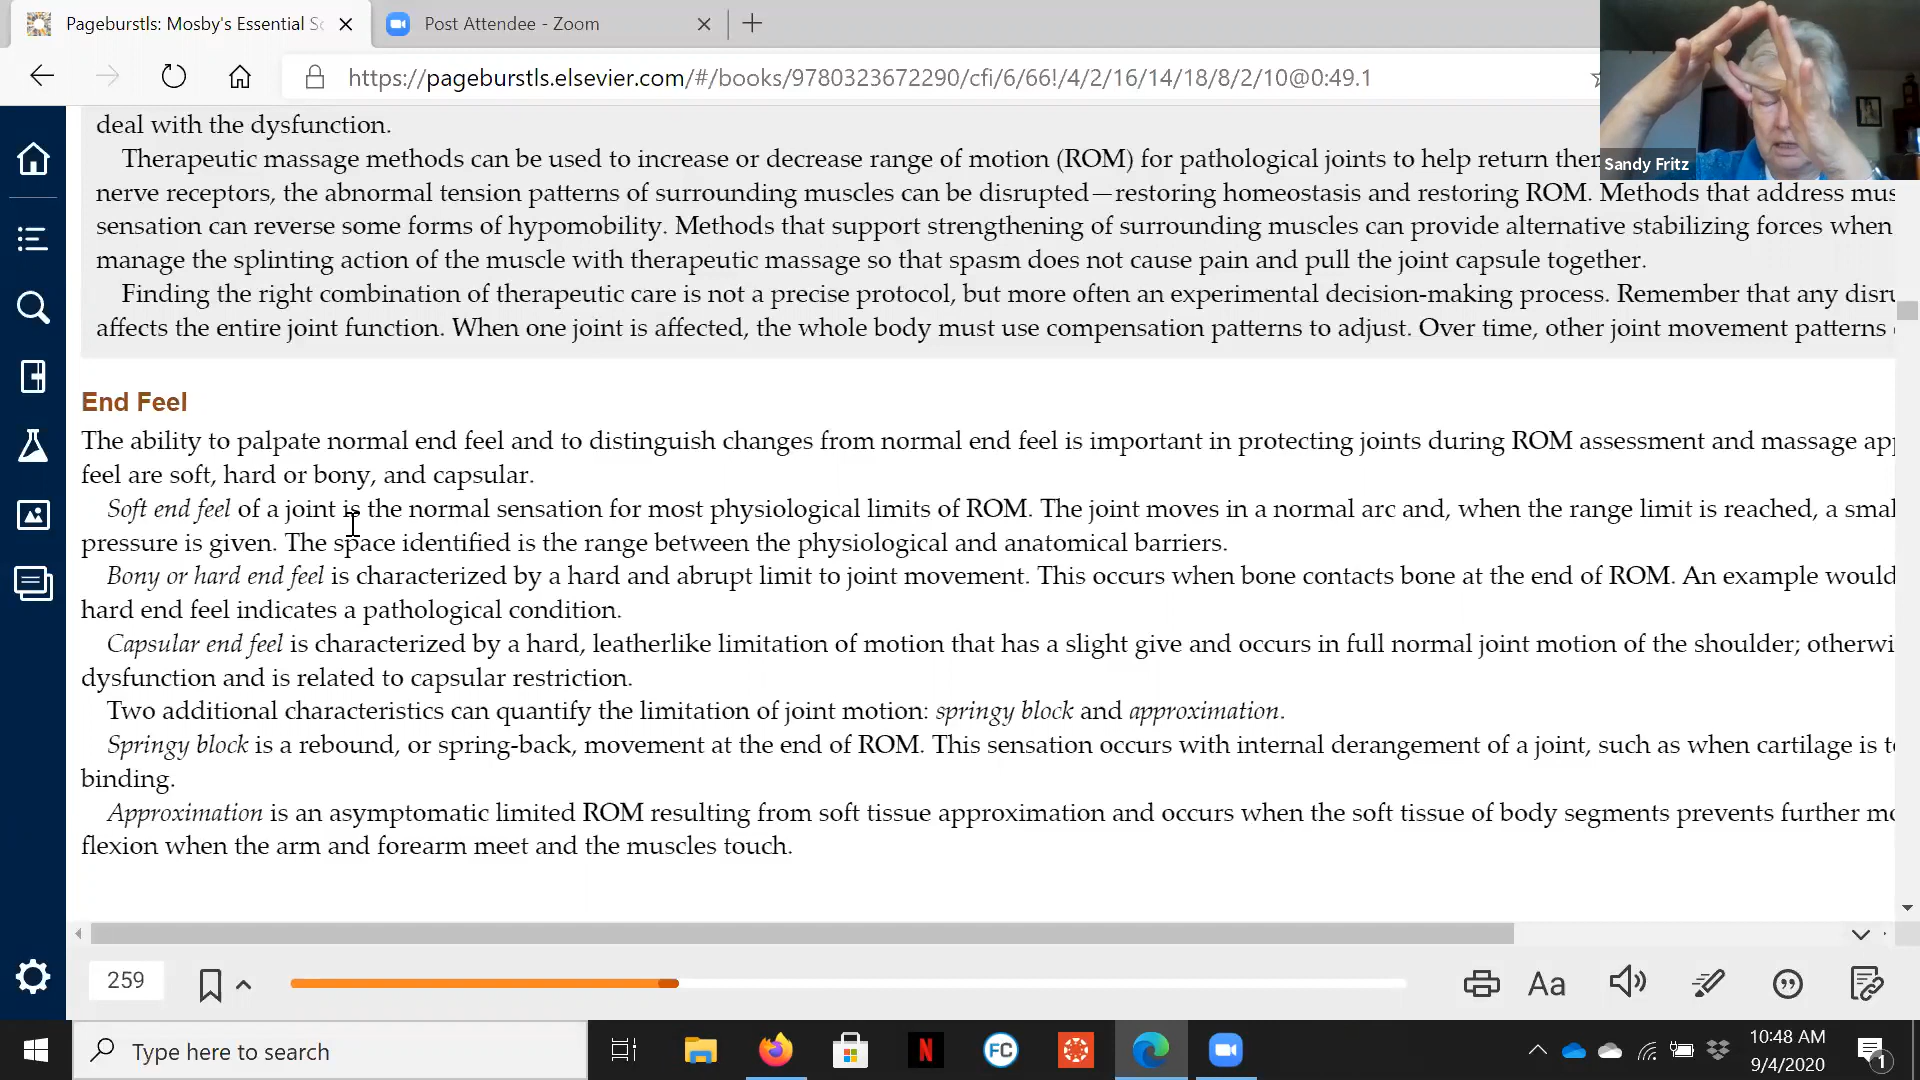 Pageburstls: Mosby's Essential Sc
Post Attendee - Zoom
https://pageburstls.elsevier.com/#/books/9780323672290/cfi/6/66!/4/2/16/14/18/8/2/10@0:49.1
Sandy Fritz
deal with the dysfunction.
Therapeutic massage methods can be used to increase or decrease range of motion (ROM) for pathological joints to help return
nerve receptors, the abnormal tension patterns of surrounding muscles can be disrupted—restoring homeostasis and restoring ROM. Methods that address mus
sensation can reverse some forms of hypomobility. Methods that support strengthening of surrounding muscles can provide alternative stabilizing forces when
manage the splinting action of the muscle with therapeutic massage so that spasm does not cause pain and pull the joint capsule together.
Finding the right combination of therapeutic care is not a precise protocol, but more often an experimental decision-making process. Remember that any disru
affects the entire joint function. When one joint is affected, the whole body must use compensation patterns to adjust. Over time, other joint movement patterns
End Feel
The ability to palpate normal end feel and to distinguish changes from normal end feel is important in protecting joints during ROM assessment and massage app
feel are soft, hard or bony, and capsular.
Soft end feel of a joint is the normal sensation for most physiological limits of ROM. The joint moves in a normal arc and, when the range limit is reached, a smal
pressure is given. The space identified is the range between the physiological and anatomical barriers.
Bony or hard end feel is characterized by a hard and abrupt limit to joint movement. This occurs when bone contacts bone at the end of ROM. An example would
hard end feel indicates a pathological condition.
Capsular end feel is characterized by a hard, leatherlike limitation of motion that has a slight give and occurs in full normal joint motion of the shoulder; otherwi
dysfunction and is related to capsular restriction.
Two additional characteristics can quantify the limitation of joint motion: springy block and approximation.
Springy block is a rebound, or spring-back, movement at the end of ROM. This sensation occurs with internal derangement of a joint, such as when cartilage is to
binding.
Approximation is an asymptomatic limited ROM resulting from soft tissue approximation and occurs when the soft tissue of body segments prevents further mo
flexion when the arm and forearm meet and the muscles touch.
259
Aa
Type here to search
N
FC
10:48 AM
9/4/2020
1